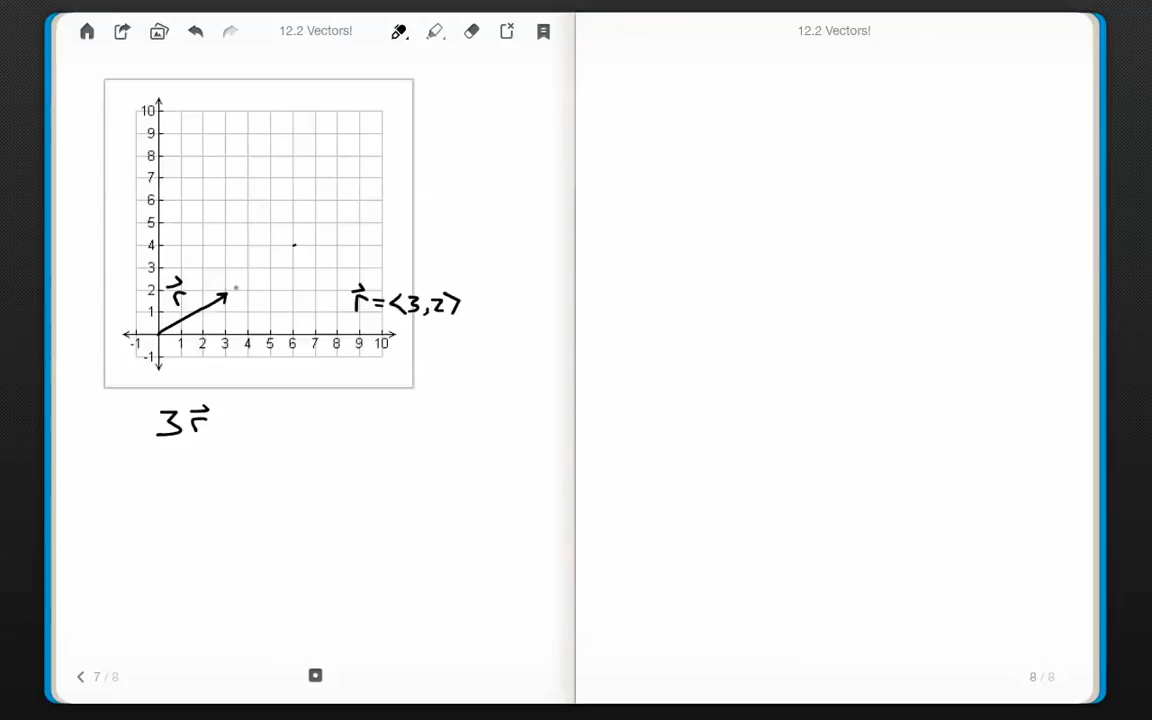 12.2 Vectors!
12.2 Vectors!
10
9
8
7
6
5
4
3
2
1
-1
-1 1 2 3 4 5 6 7 8 9 10
r⃗
r⃗ = ⟨3,2⟩
3r⃗
7 / 8
8 / 8